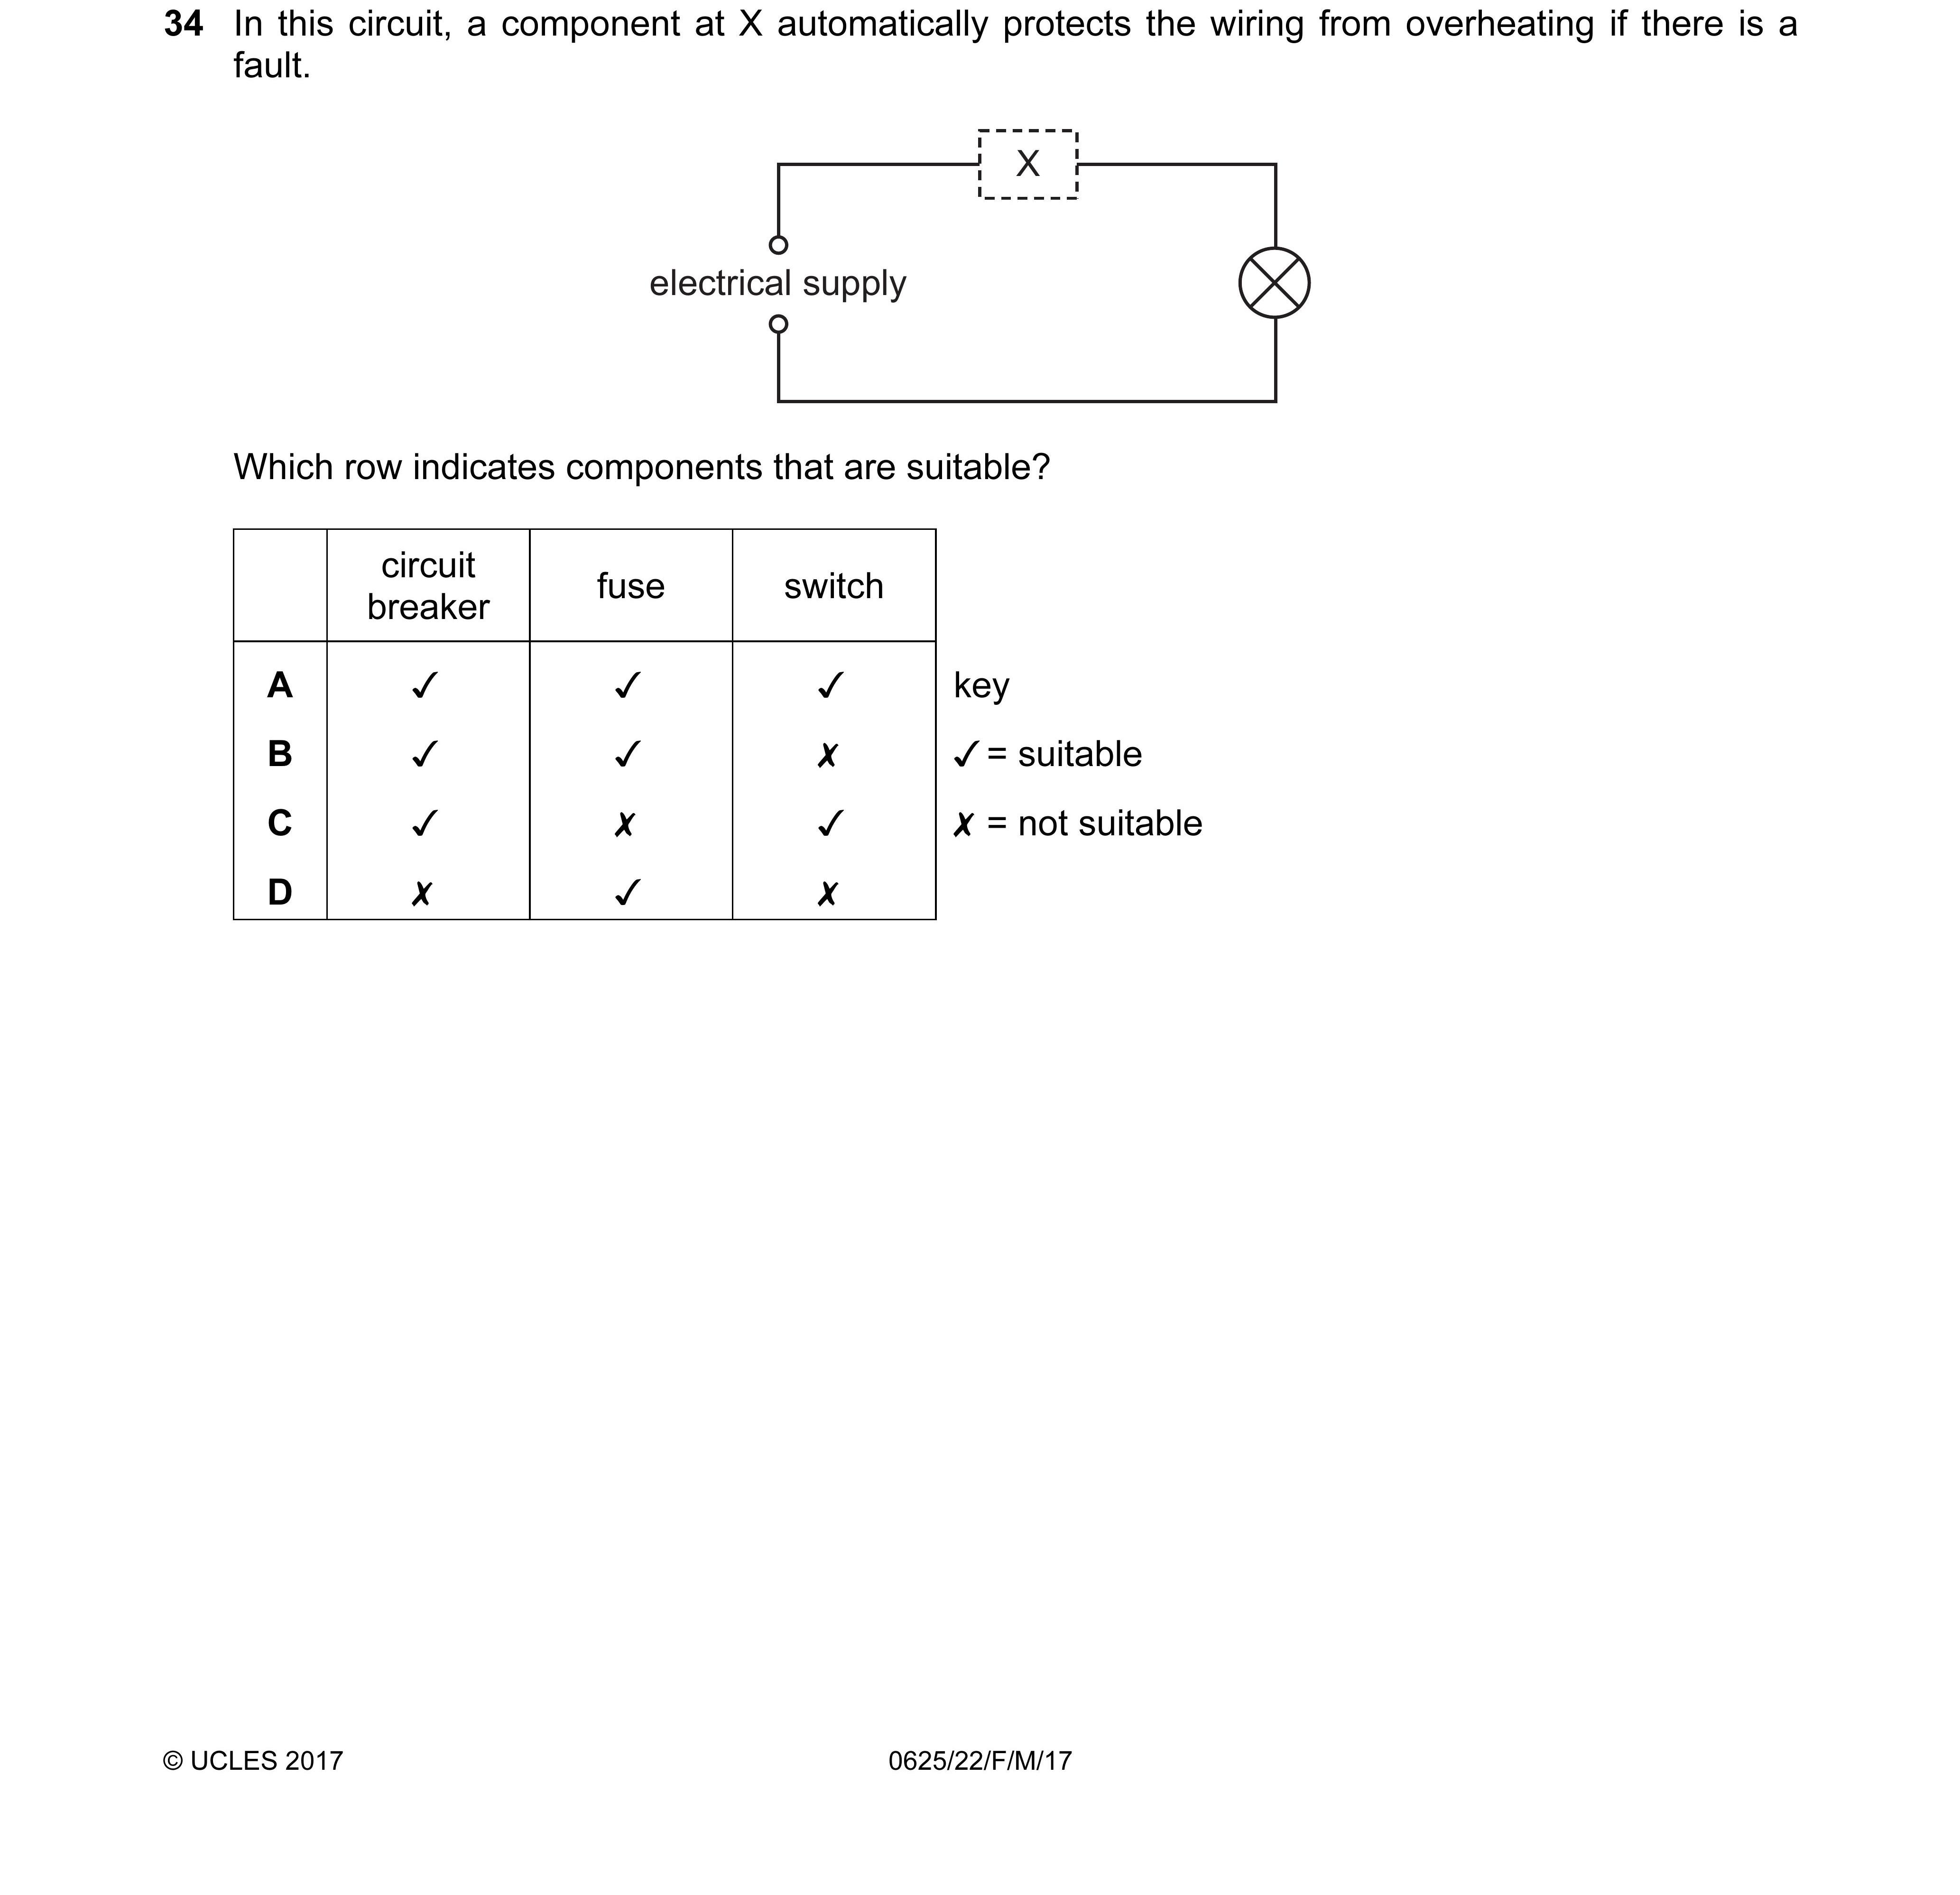 34 In this circuit, a component at X automatically protects the wiring from overheating if there is a
fault.
X
electrical supply
Which row indicates components that are suitable?
circuit
breaker
fuse
switch
A ✓ ✓ ✓ key
B ✓ ✓ ✗ ✓ = suitable
C ✓ ✗ ✓ ✗ = not suitable
D ✗ ✓ ✗
© UCLES 2017 0625/22/F/M/17